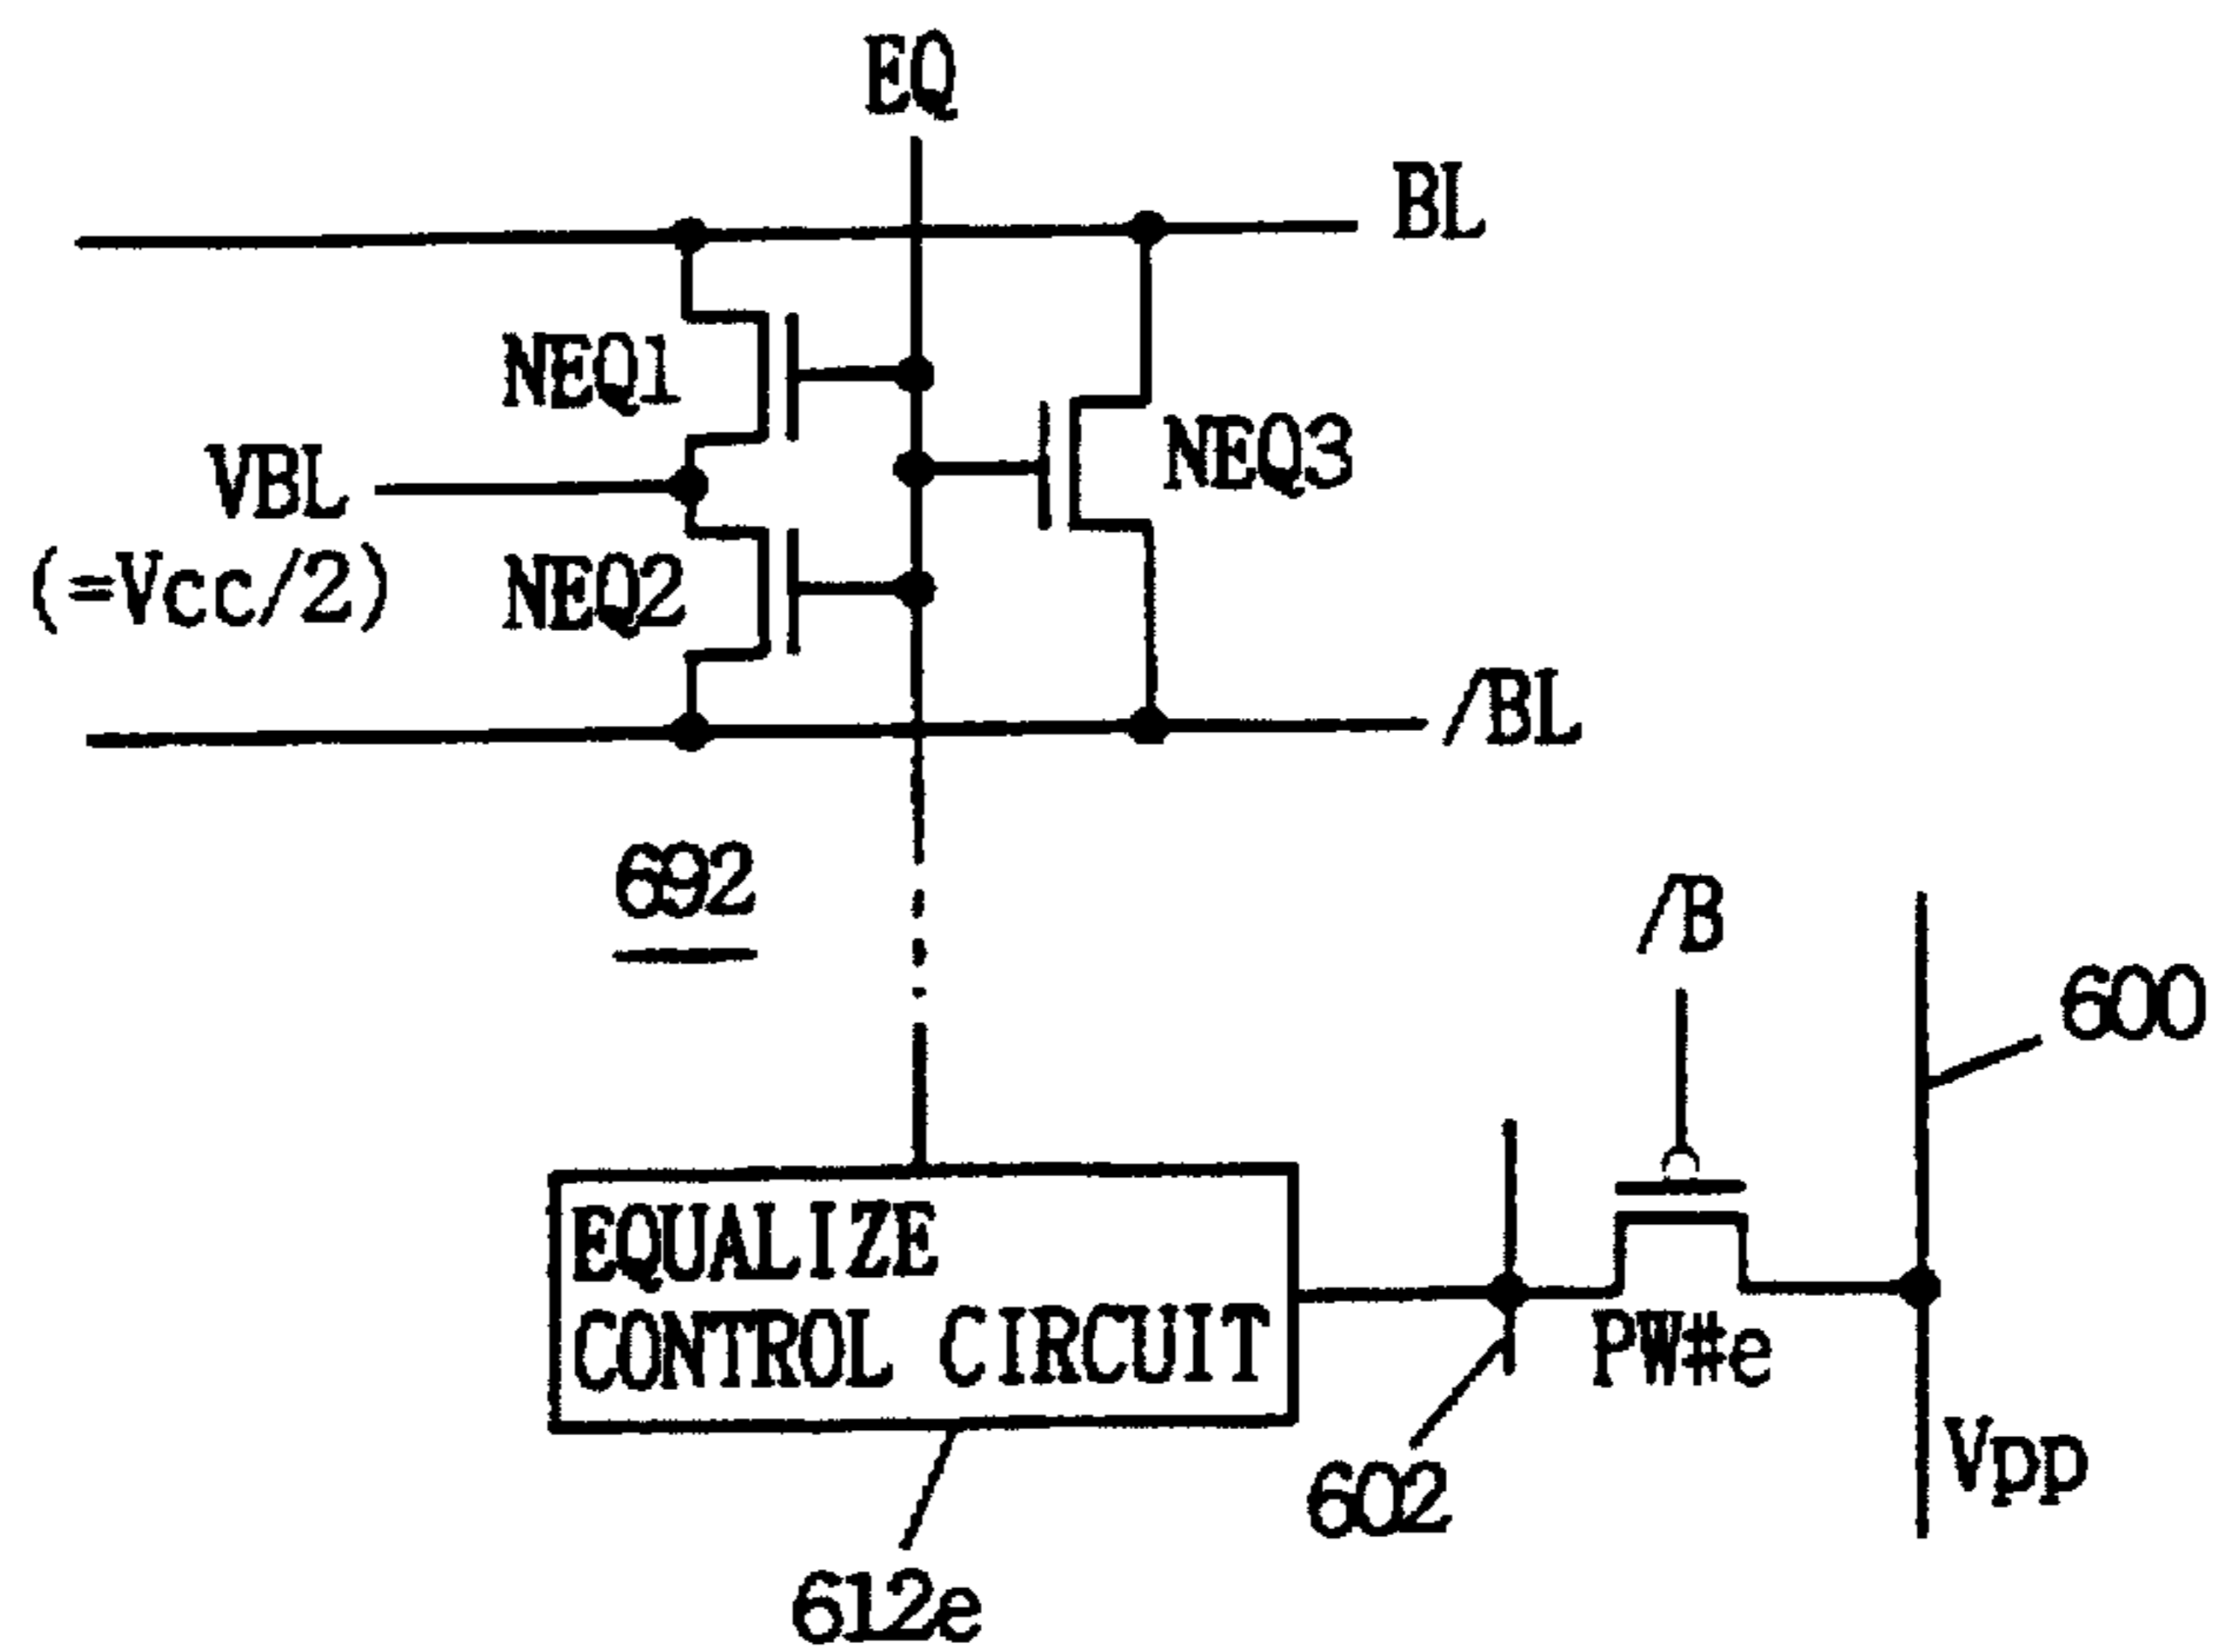 EQ
BL
NEQ1
NEQ3
VBL
(=Vcc/2)
NEQ2
/BL
692
/B
600
EQUALIZE
CONTROL CIRCUIT
PW#e
602
Vpp
612e